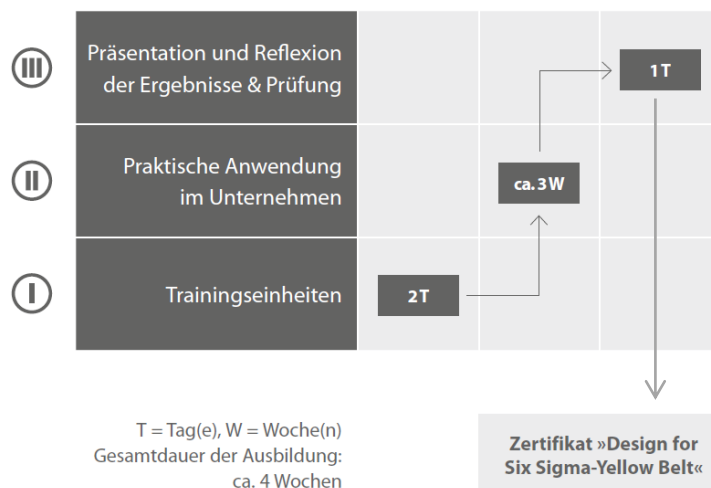 III
Präsentation und Reflexion
der Ergebnisse & Prüfung
1 T
II
Praktische Anwendung
im Unternehmen
ca. 3 W
I
Trainingseinheiten
2 T
T = Tag(e), W = Woche(n)
Gesamtdauer der Ausbildung:
ca. 4 Wochen
Zertifikat »Design for
Six Sigma-Yellow Belt«